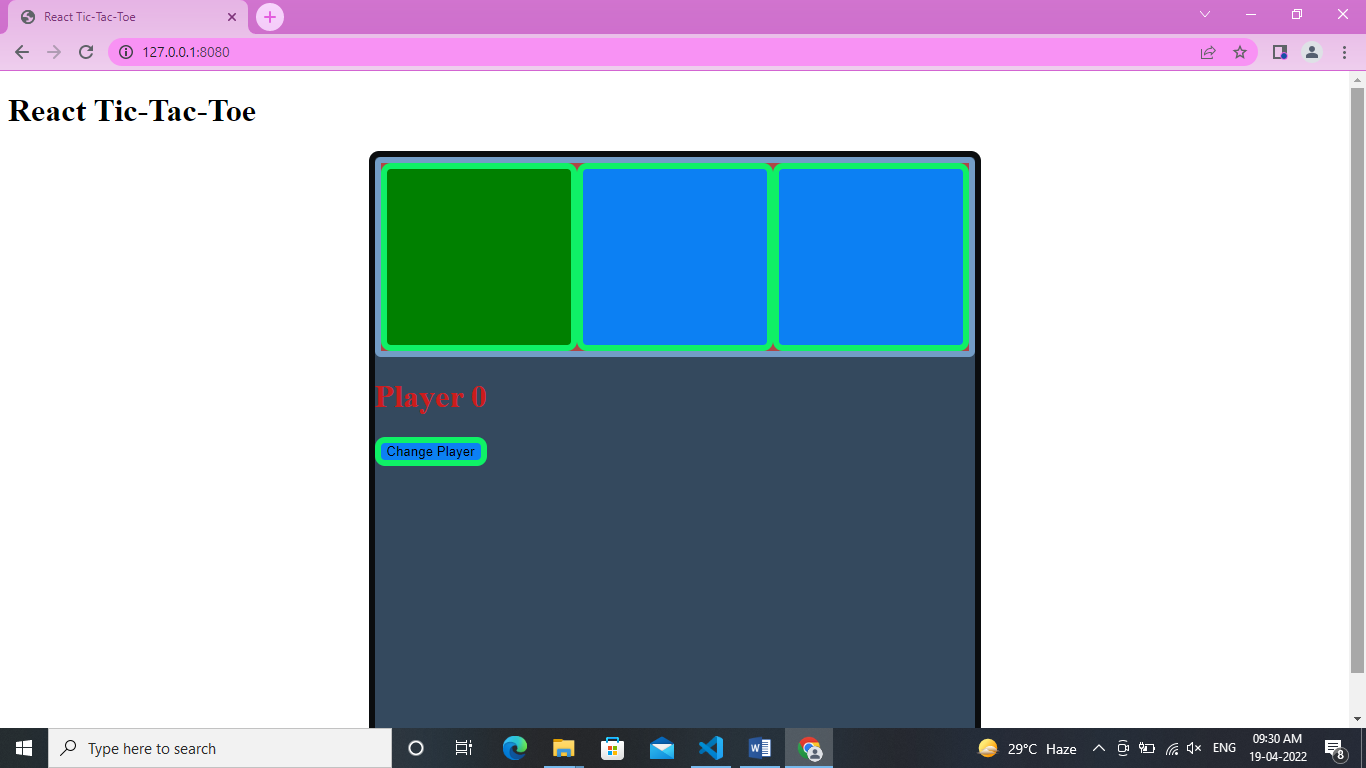 React Tic-Tac-Toe
127.0.0.1:8080
React Tic-Tac-Toe
Player 0
Change Player
Type here to search
29°C Haze
ENG
09:30 AM
19-04-2022
8